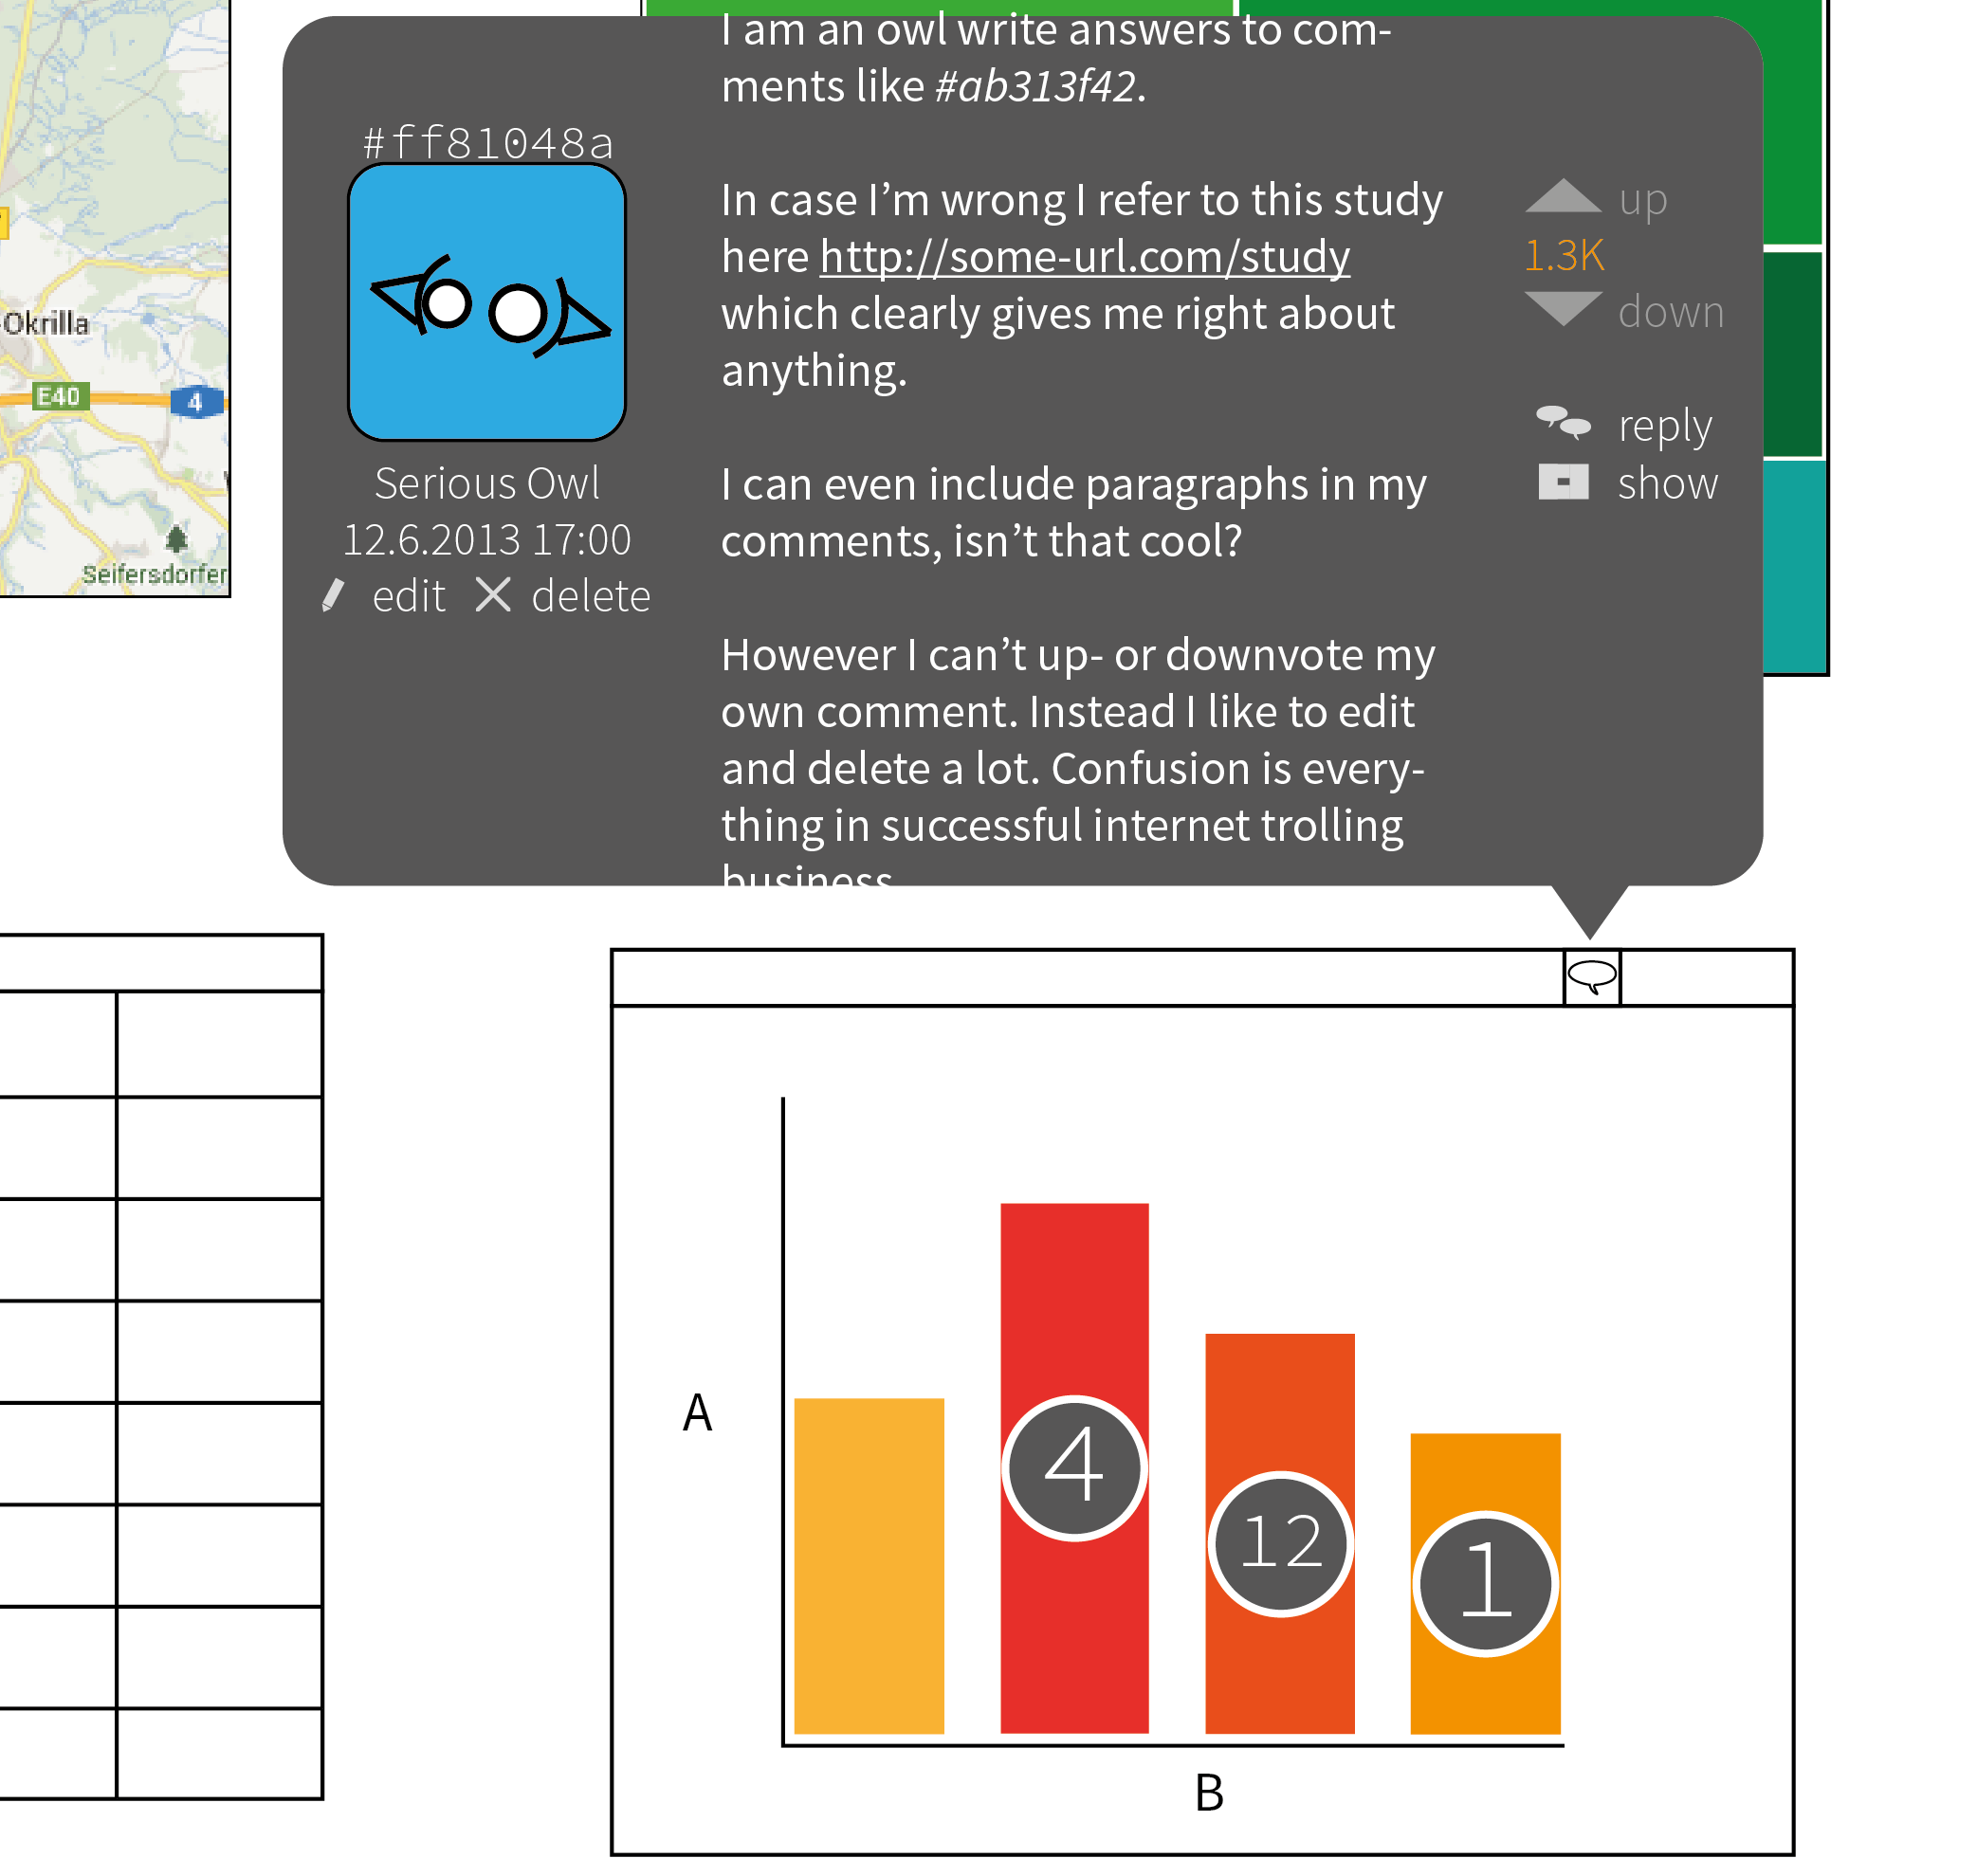 I am an owl write answers to com-
ments like #ab313f42.
#ff81048a
In case I’m wrong I refer to this study
here http://some-url.com/study
which clearly gives me right about
anything.
up
1.3K
down
-Okrilla
E40
4
reply
show
Serious Owl
12.6.2013 17:00
edit
delete
I can even include paragraphs in my
comments, isn’t that cool?
Seifersdorfer
However I can’t up- or downvote my
own comment. Instead I like to edit
and delete a lot. Confusion is every-
thing in successful internet trolling
business
A
4
12
1
B